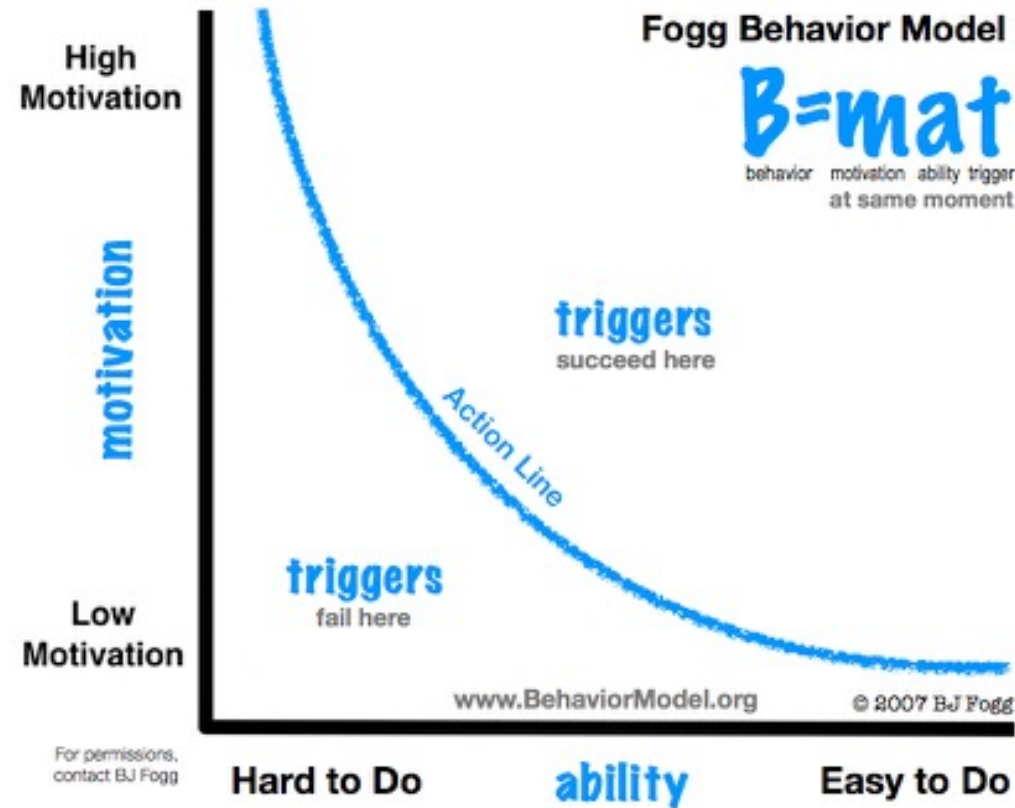 Fogg Behavior Model
B=mat
behavior motivation ability trigger
at same moment
High
Motivation
motivation
Low
Motivation
triggers
succeed here
Action Line
triggers
fail here
www.BehaviorModel.org
© 2007 BJ Fogg
For permissions,
contact BJ Fogg
Hard to Do
ability
Easy to Do